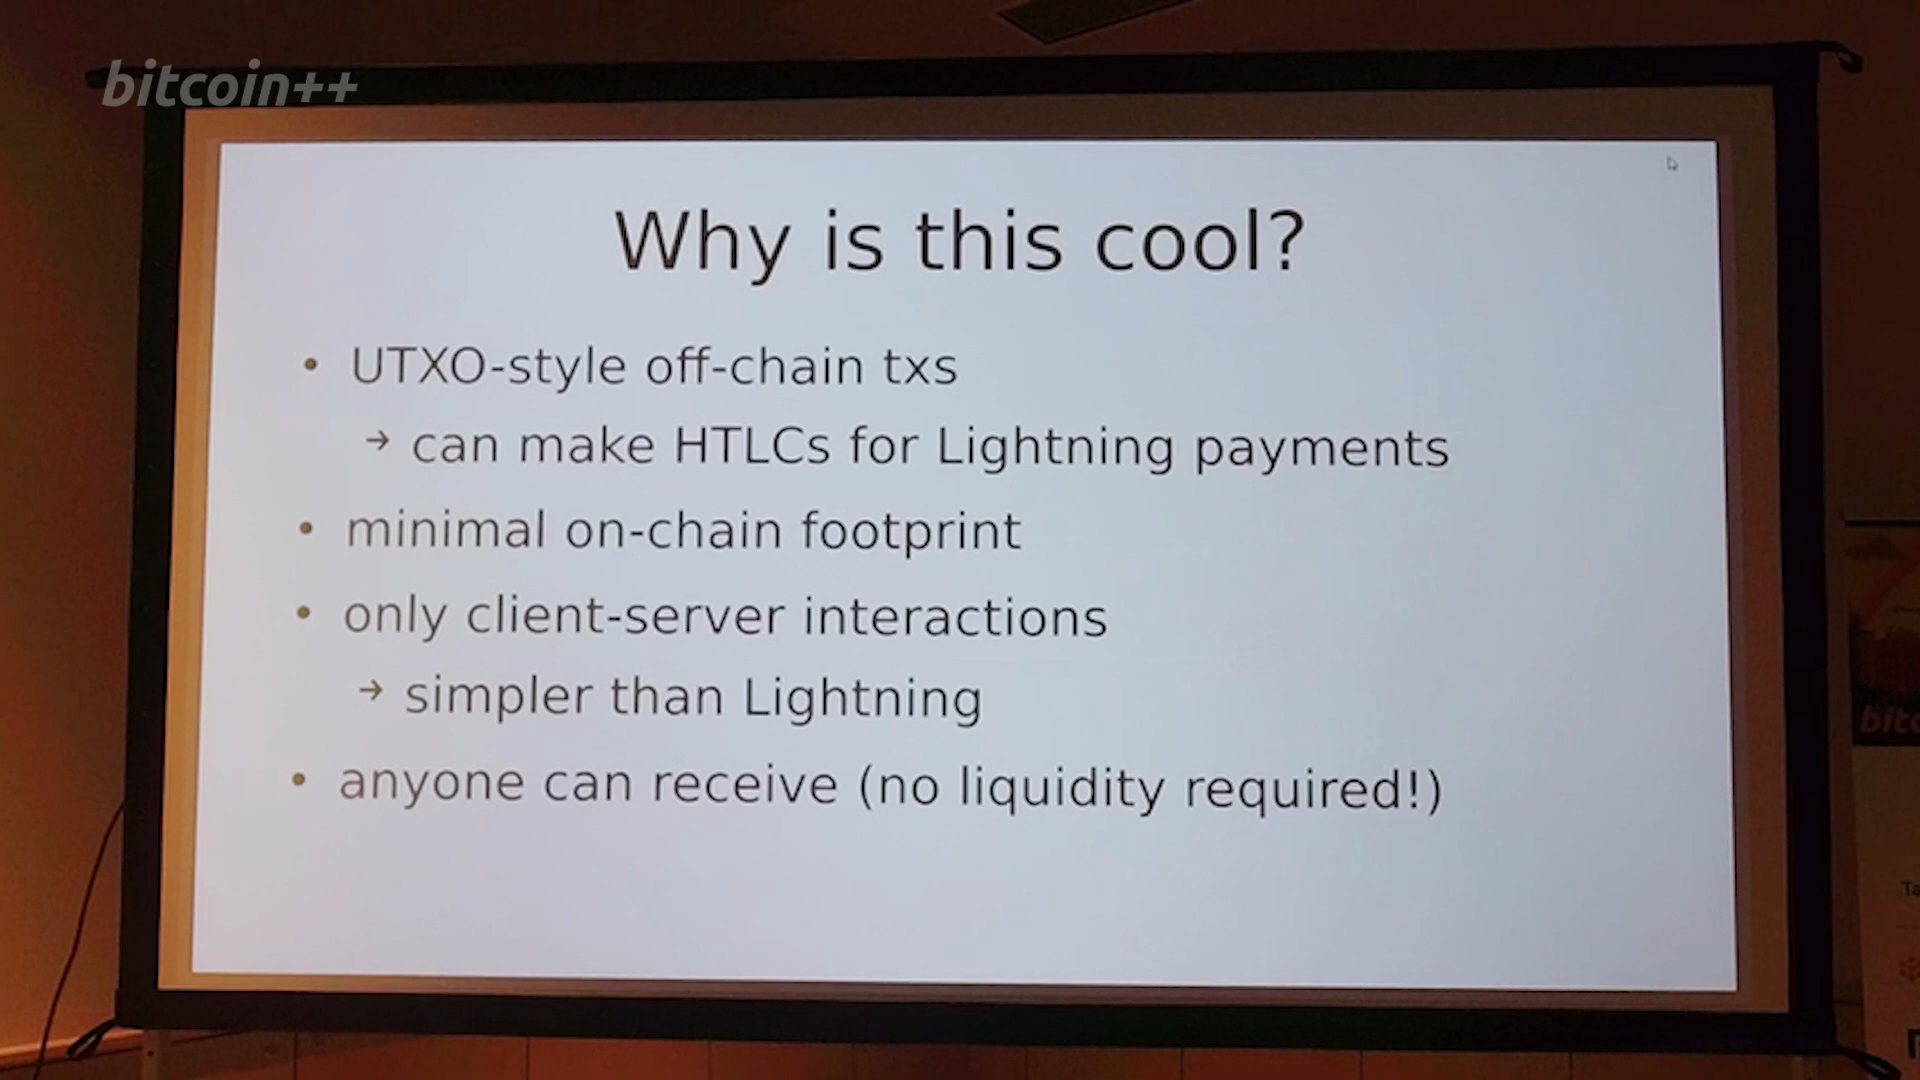 bitcoin++
Why is this cool?
• UTXO-style off-chain txs
→ can make HTLCs for Lightning payments
• minimal on-chain footprint
• only client-server interactions
→ simpler than Lightning
• anyone can receive (no liquidity required!)